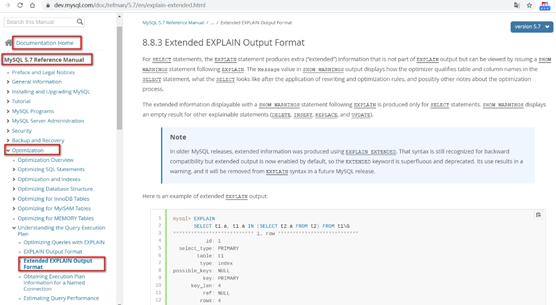 dev.mysql.com/doc/refman/5.7/en/explain-extended.html
Search this Manual
Documentation Home
MySQL 5.7 Reference Manual
Preface and Legal Notices
General Information
Installing and Upgrading MySQL
Tutorial
MySQL Programs
MySQL Server Administration
Security
Backup and Recovery
Optimization
Optimization Overview
Optimizing SQL Statements
Optimization and Indexes
Optimizing Database Structure
Optimizing for InnoDB Tables
Optimizing for MyISAM Tables
Optimizing for MEMORY Tables
Understanding the Query Execution
Plan
Optimizing Queries with EXPLAIN
EXPLAIN Output Format
Extended EXPLAIN Output
Format
Obtaining Execution Plan
Information for a Named
Connection
Estimating Query Performance
MySQL 5.7 Reference Manual / ... / Extended EXPLAIN Output Format
version 5.7
8.8.3 Extended EXPLAIN Output Format
For SELECT statements, the EXPLAIN statement produces extra ("extended") information that is not part of EXPLAIN output but can be viewed by issuing a SHOW
WARNINGS statement following EXPLAIN. The Message value in SHOW WARNINGS output displays how the optimizer qualifies table and column names in the
SELECT statement, what the SELECT looks like after the application of rewriting and optimization rules, and possibly other notes about the optimization
process.
The extended information displayable with a SHOW WARNINGS statement following EXPLAIN is produced only for SELECT statements. SHOW WARNINGS displays
an empty result for other explainable statements (DELETE, INSERT, REPLACE, and UPDATE).
Note
In older MySQL releases, extended information was produced using EXPLAIN EXTENDED. That syntax is still recognized for backward
compatibility but extended output is now enabled by default, so the EXTENDED keyword is superfluous and deprecated. Its use results in a
warning, and it will be removed from EXPLAIN syntax in a future MySQL release.
Here is an example of extended EXPLAIN output:
1 mysql> EXPLAIN
2 SELECT t1.a, t1.a IN (SELECT t2.a FROM t2) FROM t1\G
3 *************************** 1. row ***************************
4 id: 1
5 select_type: PRIMARY
6 table: t1
7 type: index
8 possible_keys: NULL
9 key: PRIMARY
10 key_len: 4
11 ref: NULL
12 rows: 4